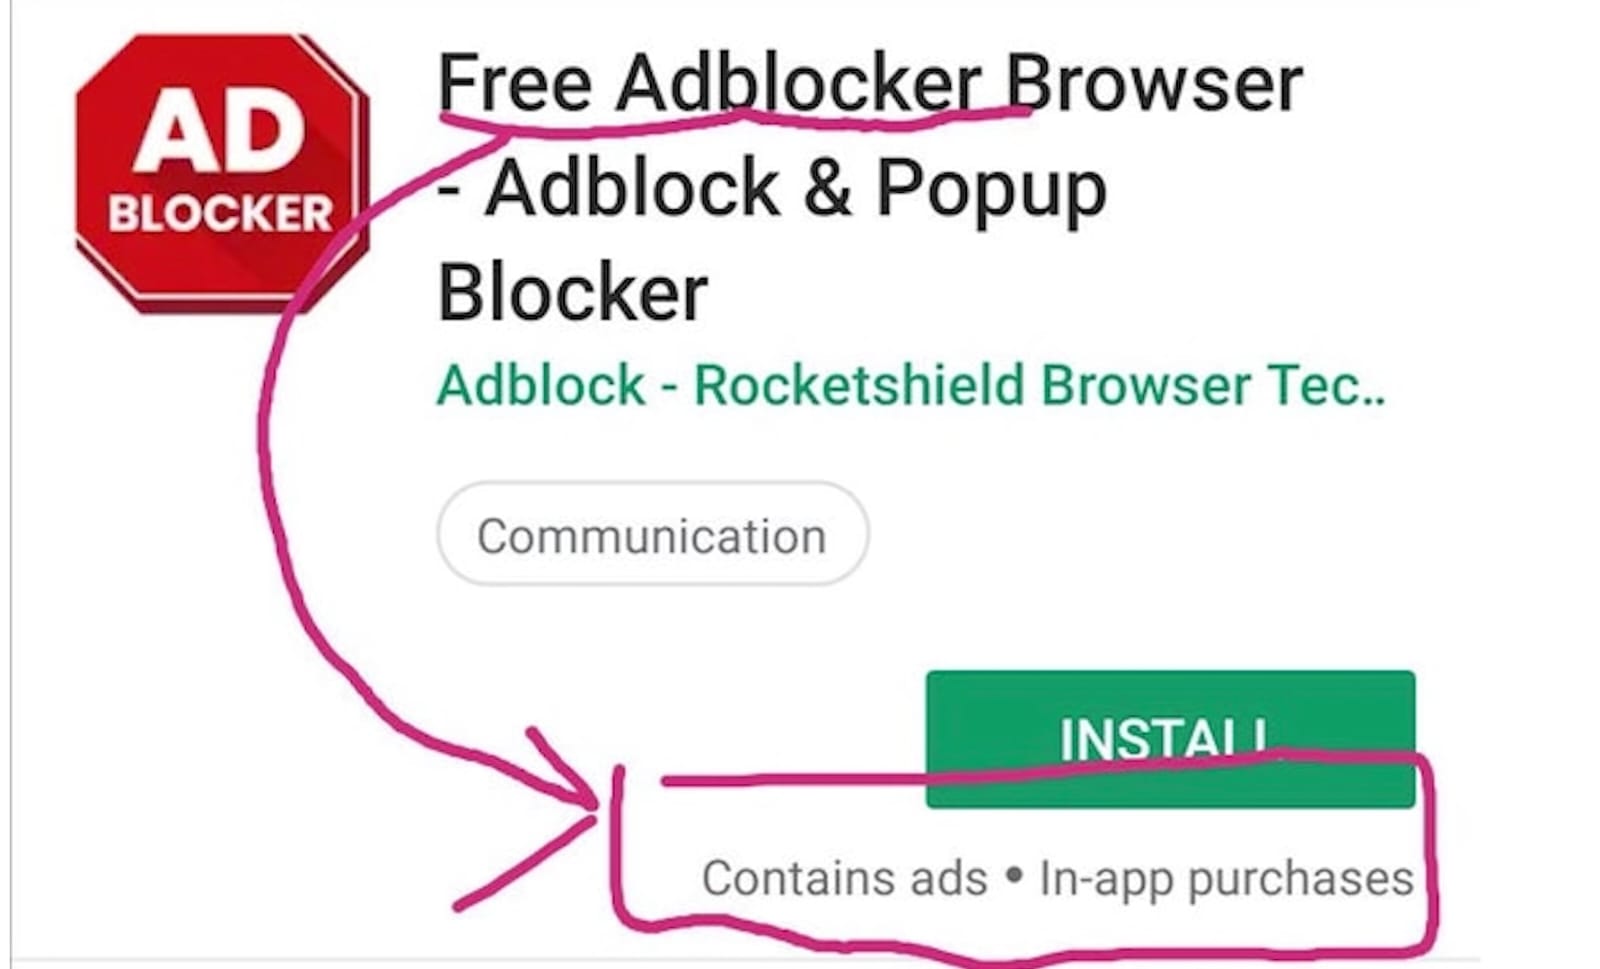 AD
BLOCKER
Free Adblocker Browser
- Adblock & Popup
Blocker
Adblock - Rocketshield Browser Tec..
Communication
INSTALL
Contains ads • In-app purchases